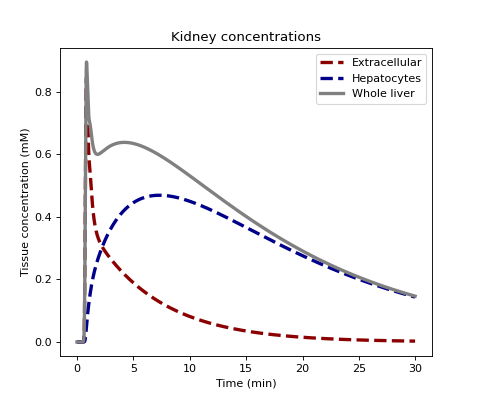 Kidney concentrations
Extracellular
Hepatocytes
Whole liver
Tissue concentration (mM)
0.8
0.6
0.4
0.2
0.0
0 5 10 15 20 25 30
Time (min)